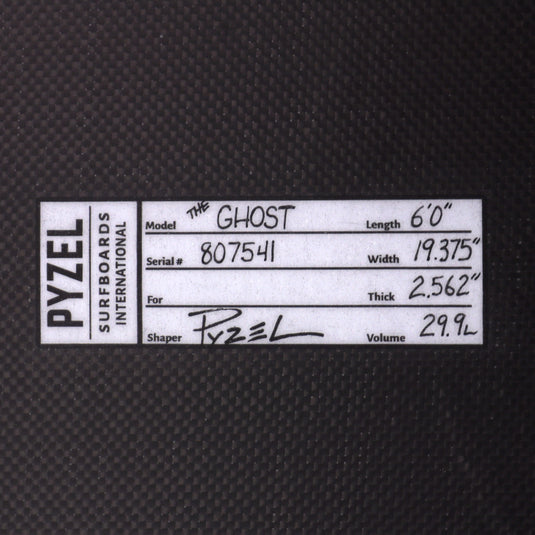 PYZEL
SURFBOARDS
INTERNATIONAL
Model THE GHOST Length 6'0"
Serial # 807541 Width 19.375"
For Thick 2.562"
Shaper PYZEL Volume 29.9L